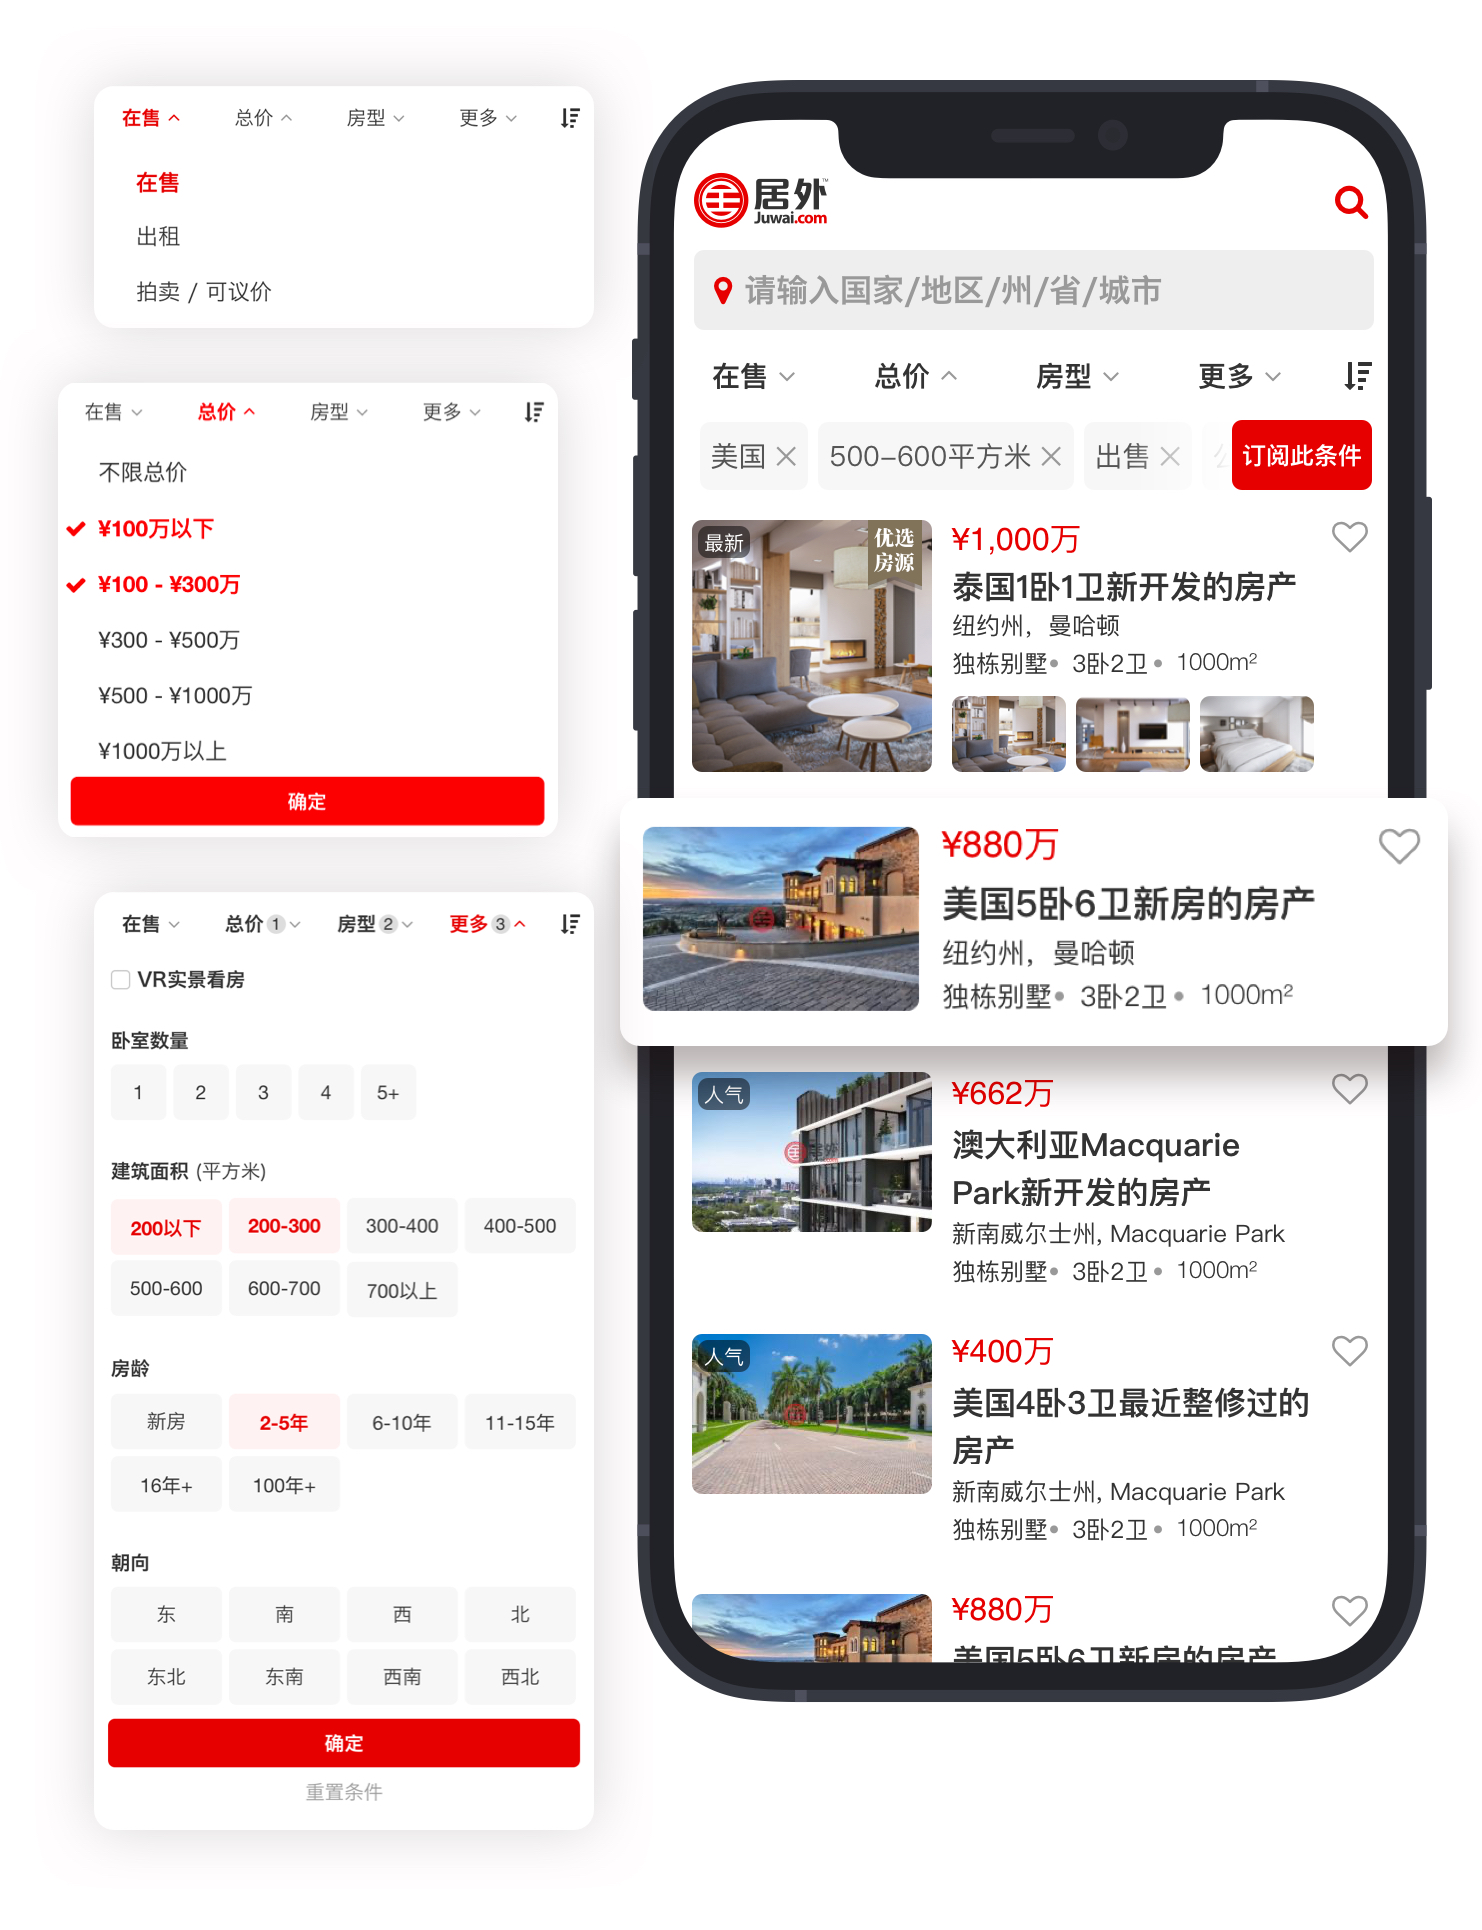 在售
总价
房型
更多
在售
出租
拍卖 / 可议价
在售
总价
房型
更多
不限总价
¥100万以下
¥100 - ¥300万
¥300 - ¥500万
¥500 - ¥1000万
¥1000万以上
确定
在售
总价 1
房型 2
更多 3
VR实景看房
卧室数量
1
2
3
4
5+
建筑面积 (平方米)
200以下
200-300
300-400
400-500
500-600
600-700
700以上
房龄
新房
2-5年
6-10年
11-15年
16年+
100年+
朝向
东
南
西
北
东北
东南
西南
西北
确定
重置条件
居外
Juwai.com
请输入国家/地区/州/省/城市
在售
总价
房型
更多
美国
500-600平方米
出售
订阅此条件
最新
优选
房源
¥1,000万
泰国1卧1卫新开发的房产
纽约州，曼哈顿
独栋别墅• 3卧2卫• 1000m²
¥880万
美国5卧6卫新房的房产
纽约州，曼哈顿
独栋别墅• 3卧2卫• 1000m²
人气
居外
¥662万
澳大利亚Macquarie
Park新开发的房产
新南威尔士州, Macquarie Park
独栋别墅• 3卧2卫• 1000m²
人气
¥400万
美国4卧3卫最近整修过的
房产
新南威尔士州, Macquarie Park
独栋别墅• 3卧2卫• 1000m²
¥880万
美国5卧6卫新房的房产